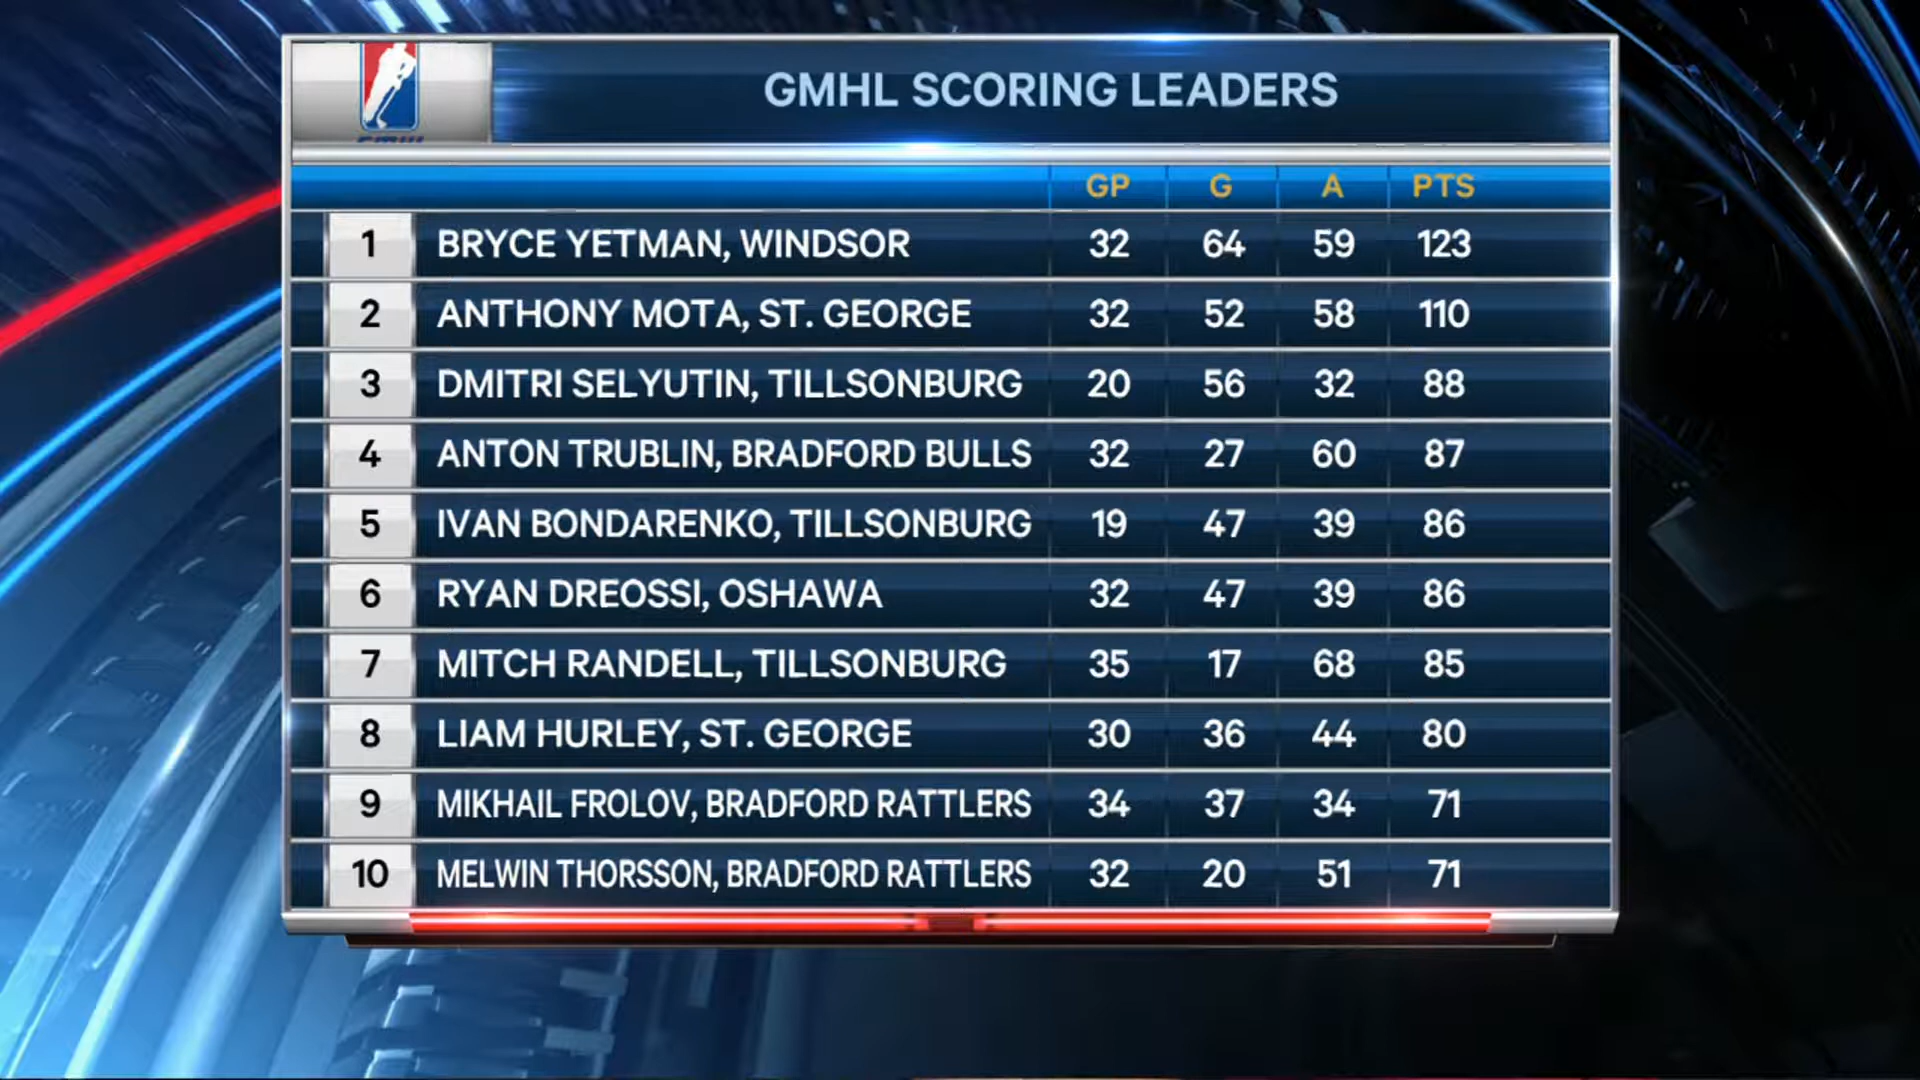 GMHL SCORING LEADERS
GP G A PTS
1 BRYCE YETMAN, WINDSOR 32 64 59 123
2 ANTHONY MOTA, ST. GEORGE 32 52 58 110
3 DMITRI SELYUTIN, TILLSONBURG 20 56 32 88
4 ANTON TRUBLIN, BRADFORD BULLS 32 27 60 87
5 IVAN BONDARENKO, TILLSONBURG 19 47 39 86
6 RYAN DREOSSI, OSHAWA 32 47 39 86
7 MITCH RANDELL, TILLSONBURG 35 17 68 85
8 LIAM HURLEY, ST. GEORGE 30 36 44 80
9 MIKHAIL FROLOV, BRADFORD RATTLERS 34 37 34 71
10 MELWIN THORSSON, BRADFORD RATTLERS 32 20 51 71